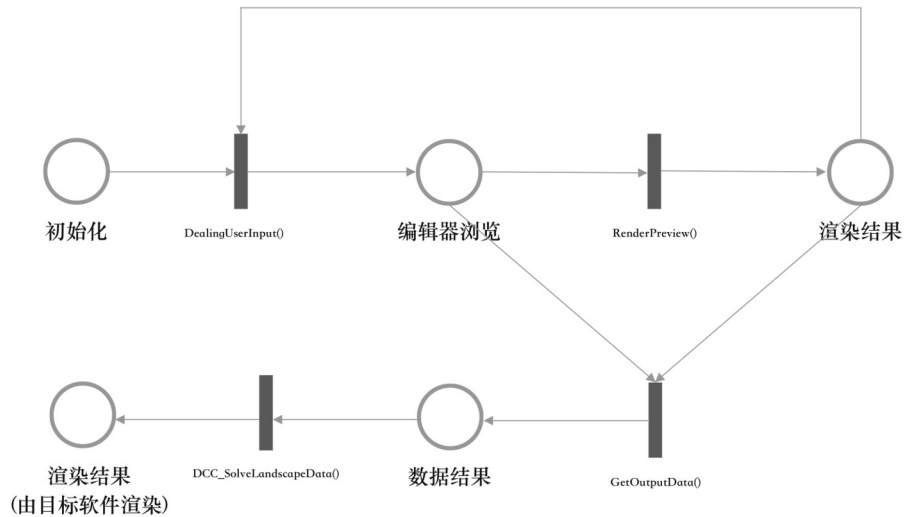 初始化
DealingUserInput()
编辑器浏览
RenderPreview()
渲染结果
渲染结果
(由目标软件渲染)
DCC_SolveLandscapeData()
数据结果
GetOutputData()